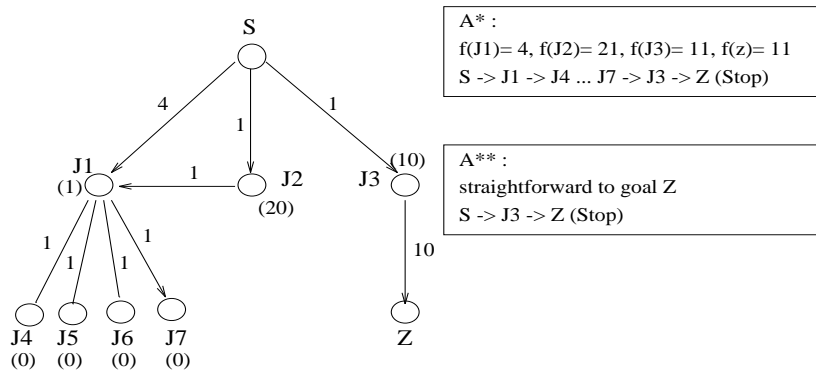 S
A* :
f(J1)= 4, f(J2)= 21, f(J3)= 11, f(z)= 11
S -> J1 -> J4 ... J7 -> J3 -> Z (Stop)
4
1
1
A** :
straightforward to goal Z
S -> J3 -> Z (Stop)
J1
(1)
1
J2
(20)
J3
(10)
1
1
1
1
10
J4
(0)
J5
(0)
J6
(0)
J7
(0)
Z